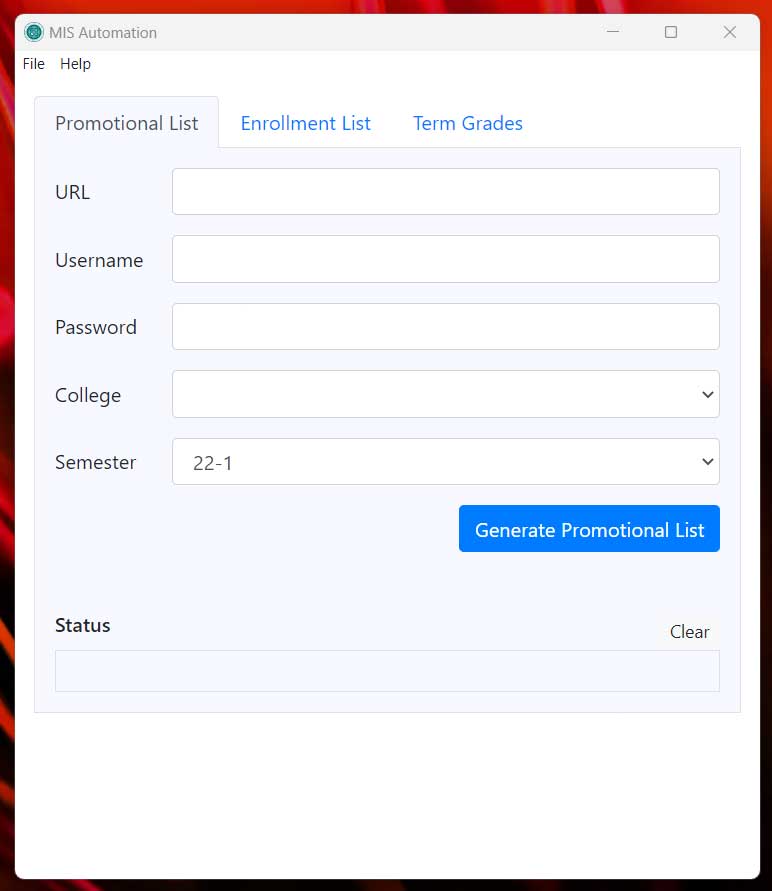 MIS Automation
File Help
Promotional List Enrollment List Term Grades
URL
Username
Password
College
Semester 22-1
Generate Promotional List
Status
Clear